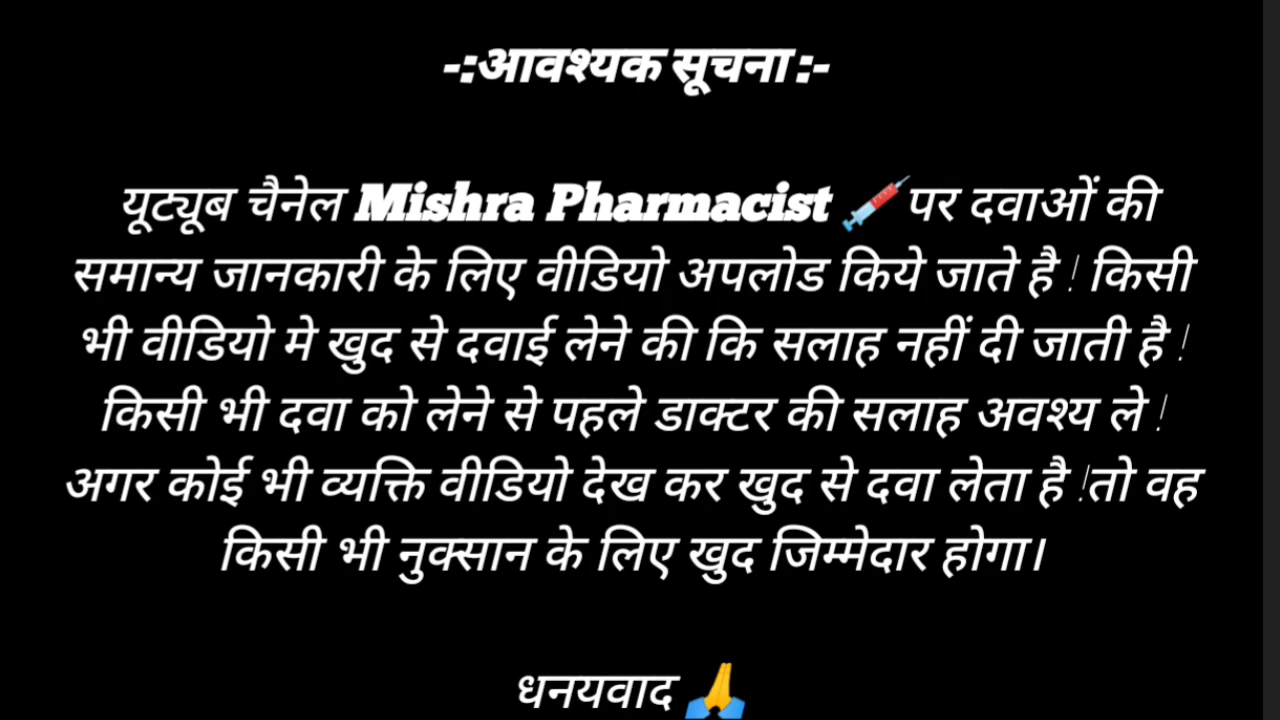 -:आवश्यक सूचना :-
यूट्यूब चैनेल Mishra Pharmacist 💉पर दवाओं की
समान्य जानकारी के लिए वीडियो अपलोड किये जाते है ! किसी
भी वीडियो मे खुद से दवाई लेने की कि सलाह नहीं दी जाती है !
किसी भी दवा को लेने से पहले डाक्टर की सलाह अवश्य ले !
अगर कोई भी व्यक्ति वीडियो देख कर खुद से दवा लेता है !तो वह
किसी भी नुक्सान के लिए खुद जिम्मेदार होगा।
धनयवाद 🙏